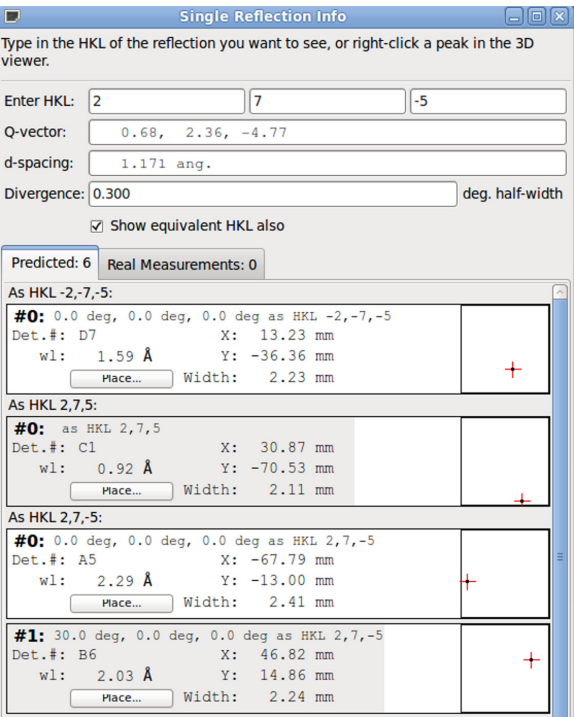 Single Reflection Info
Type in the HKL of the reflection you want to see, or right-click a peak in the 3D
viewer.
Enter HKL: 2 7 -5
Q-vector: 0.68, 2.36, -4.77
d-spacing: 1.171 ang.
Divergence: 0.300 deg. half-width
Show equivalent HKL also
Predicted: 6 Real Measurements: 0
As HKL -2,-7,-5:
#0: 0.0 deg, 0.0 deg, 0.0 deg as HKL -2,-7,-5
Det.#: D7 X: 13.23 mm
wl: 1.59 Å Y: -36.36 mm
Place... Width: 2.23 mm
As HKL 2,7,5:
#0: as HKL 2,7,5
Det.#: C1 X: 30.87 mm
wl: 0.92 Å Y: -70.53 mm
Place... Width: 2.11 mm
As HKL 2,7,-5:
#0: 0.0 deg, 0.0 deg, 0.0 deg as HKL 2,7,-5
Det.#: A5 X: -67.79 mm
wl: 2.29 Å Y: -13.00 mm
Place... Width: 2.41 mm
#1: 30.0 deg, 0.0 deg, 0.0 deg as HKL 2,7,-5
Det.#: B6 X: 46.82 mm
wl: 2.03 Å Y: 14.86 mm
Place... Width: 2.24 mm